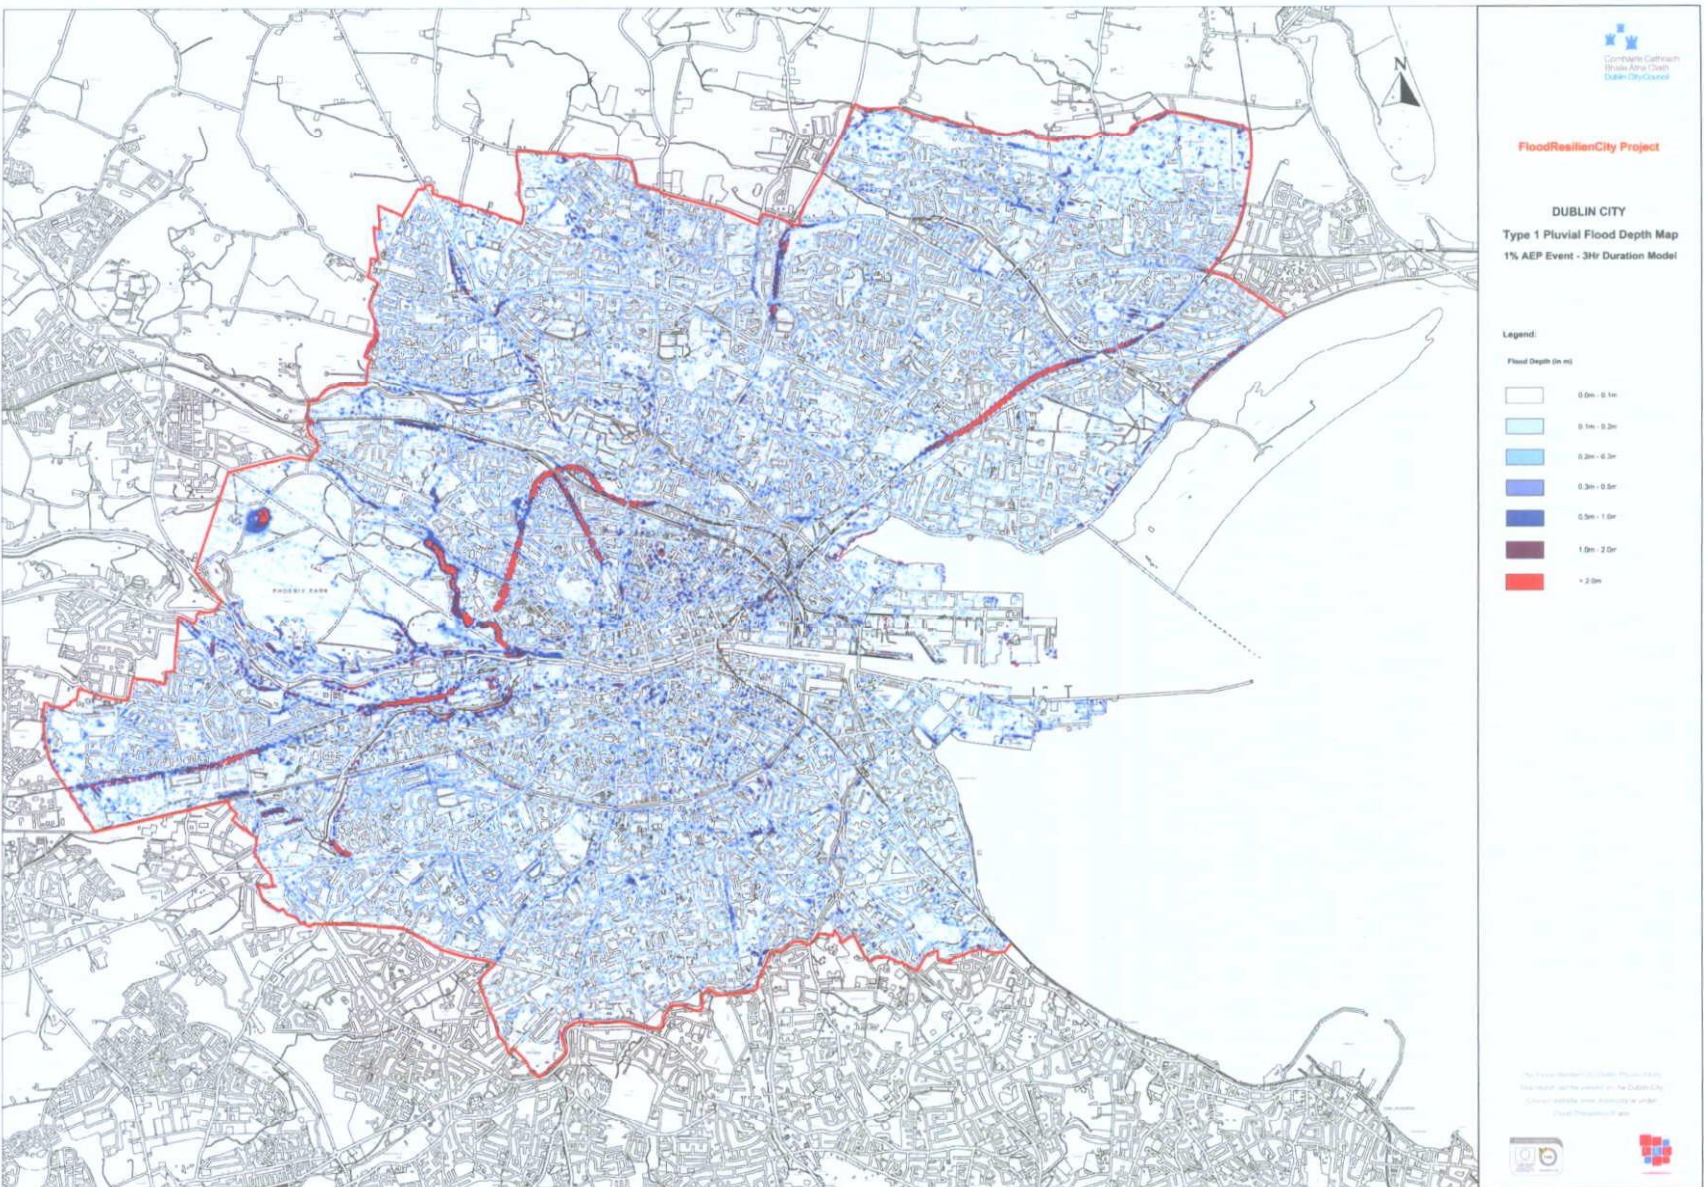 Comhairle Cathrach
Bhaile Átha Cliath
Dublin City Council
N
FloodResilienCity Project
DUBLIN CITY
Type 1 Pluvial Flood Depth Map
1% AEP Event - 3Hr Duration Model
Legend:
Flood Depth (in m)
0.0m - 0.1m
0.1m - 0.2m
0.2m - 0.3m
0.3m - 0.5m
0.5m - 1.0m
1.0m - 2.0m
> 2.0m
PHOENIX PARK